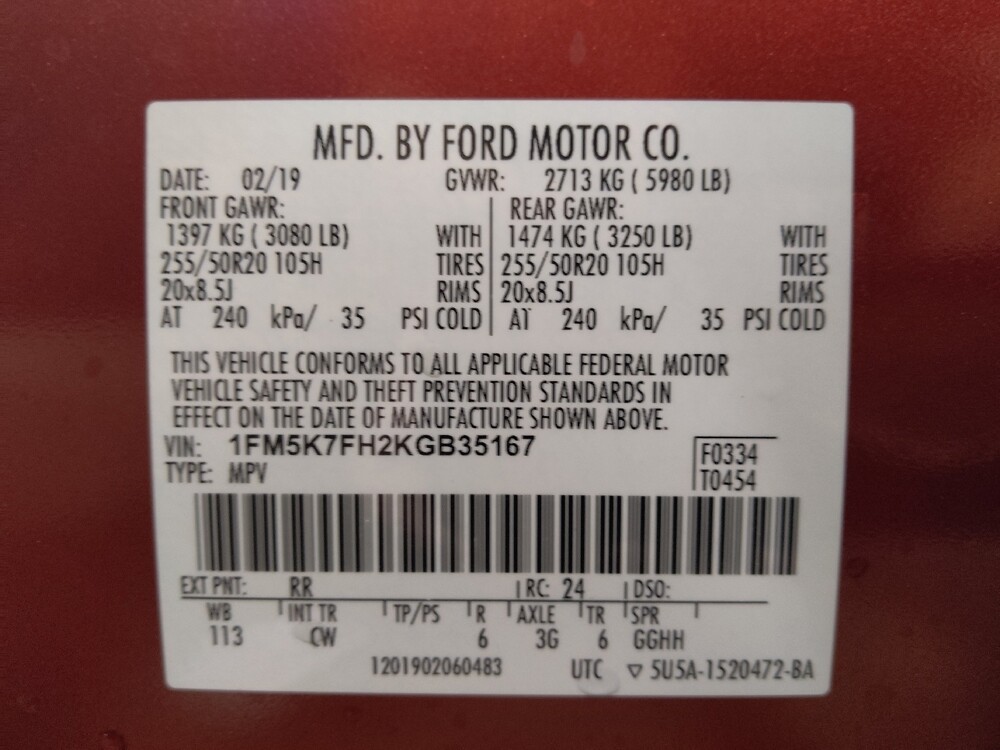 MFD. BY FORD MOTOR CO.
DATE: 02/19 GVWR: 2713 KG ( 5980 LB)
FRONT GAWR: REAR GAWR:
1397 KG ( 3080 LB) WITH 1474 KG ( 3250 LB) WITH
255/50R20 105H TIRES 255/50R20 105H TIRES
20x8.5J RIMS 20x8.5J RIMS
AT 240 kPa/ 35 PSI COLD AT 240 kPa/ 35 PSI COLD
THIS VEHICLE CONFORMS TO ALL APPLICABLE FEDERAL MOTOR
VEHICLE SAFETY AND THEFT PREVENTION STANDARDS IN
EFFECT ON THE DATE OF MANUFACTURE SHOWN ABOVE.
VIN: 1FM5K7FH2KGB35167 F0334
TYPE: MPV T0454
EXT PNT: RR RC: 24 DSO:
WB INT TR TP/PS R AXLE TR SPR
113 CW 6 3G 6 GGHH
1201902060483 UTC ▽ 5U5A-1520472-BA